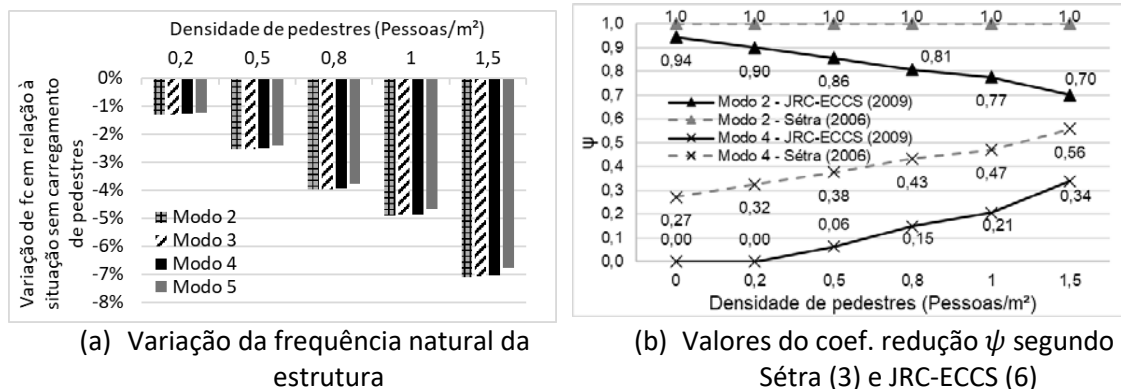 Densidade de pedestres (Pessoas/m²)
0,2 0,5 0,8 1 1,5
Variação de fc em relação à
situação sem carregamento
de pedestres
0%
-1%
-2%
-3%
-4%
-5%
-6%
-7%
-8%
Modo 2
Modo 3
Modo 4
Modo 5
(a) Variação da frequência natural da
estrutura
ψ
1,0
0,9
0,8
0,7
0,6
0,5
0,4
0,3
0,2
0,1
0,0
1,0 1,0 1,0 1,0 1,0 1,0
0,94 0,90 0,86 0,81 0,77 0,70
Modo 2 - JRC-ECCS (2009)
Modo 2 - Sétra (2006)
Modo 4 - JRC-ECCS (2009)
Modo 4 - Sétra (2006)
0,27 0,32 0,38 0,43 0,47 0,56
0,00 0,00 0,06 0,15 0,21 0,34
0 0,2 0,5 0,8 1 1,5
Densidade de pedestres (Pessoas/m²)
(b) Valores do coef. redução ψ segundo
Sétra (3) e JRC-ECCS (6)